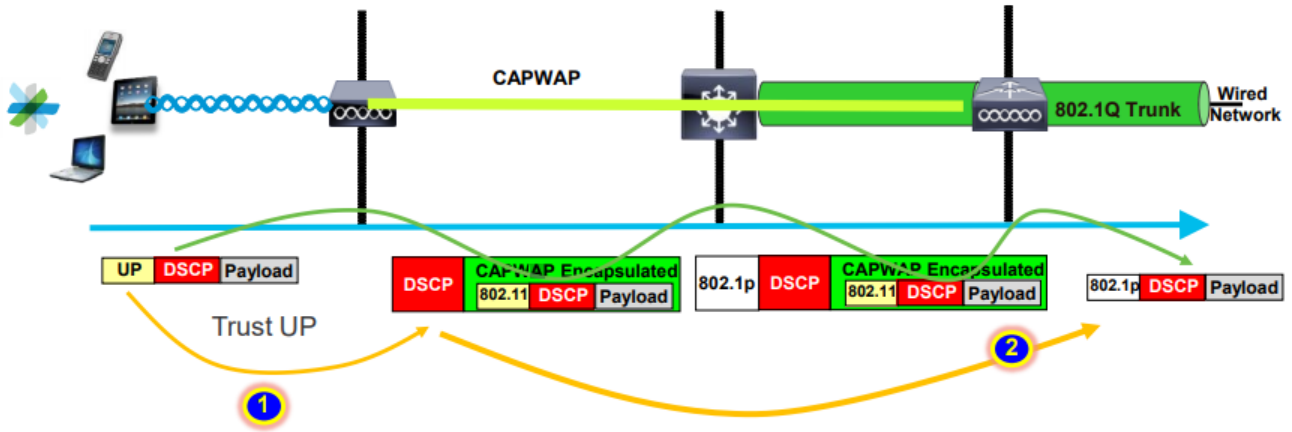 CAPWAP
802.1Q Trunk
Wired
Network
UP DSCP Payload
DSCP
CAPWAP Encapsulated
802.11 DSCP Payload
802.1p DSCP
CAPWAP Encapsulated
802.11 DSCP Payload
802.1p DSCP Payload
Trust UP
1
2